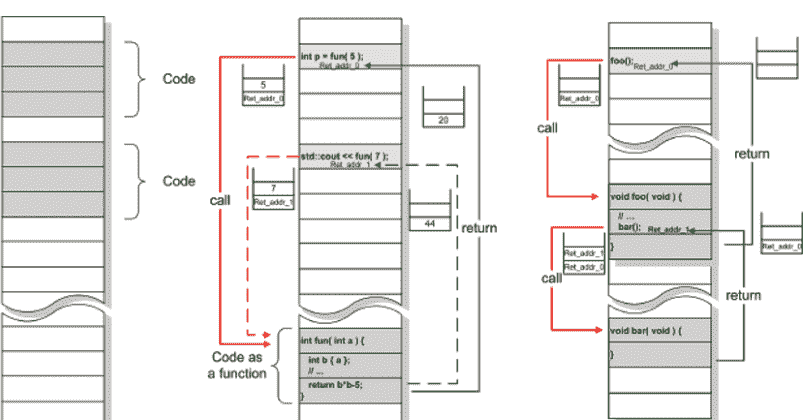 Code
Code
int p = fun( 5 );
Ret_addr_0
5
Ret_addr_0
20
std::cout << fun( 7 );
Ret_addr_1
7
Ret_addr_1
44
call
return
int fun( int a ) {
int b { a };
// ...
return b*b-5;
}
Code as
a function
foo();
Ret_addr_0
Ret_addr_0
call
return
void foo( void ) {
// ...
bar();
Ret_addr_1
}
Ret_addr_1
Ret_addr_0
Ret_addr_0
call
return
void bar( void ) {
}